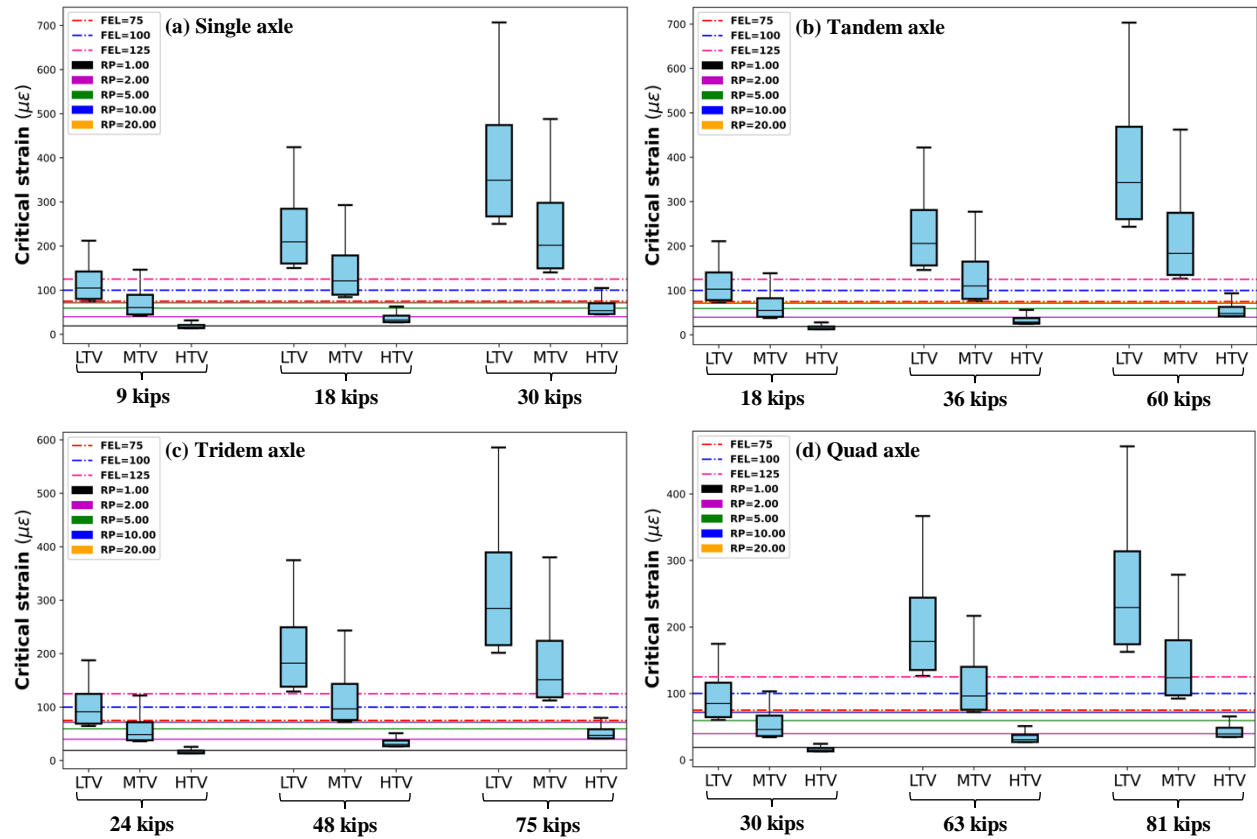 (a) Single axle
FEL=75
FEL=100
FEL=125
RP=1.00
RP=2.00
RP=5.00
RP=10.00
RP=20.00
Critical strain (με)
700
600
500
400
300
200
100
0
LTV MTV HTV LTV MTV HTV LTV MTV HTV
9 kips 18 kips 30 kips
(b) Tandem axle
FEL=75
FEL=100
FEL=125
RP=1.00
RP=2.00
RP=5.00
RP=10.00
RP=20.00
Critical strain (με)
700
600
500
400
300
200
100
0
LTV MTV HTV LTV MTV HTV LTV MTV HTV
18 kips 36 kips 60 kips
(c) Tridem axle
FEL=75
FEL=100
FEL=125
RP=1.00
RP=2.00
RP=5.00
RP=10.00
RP=20.00
Critical strain (με)
600
500
400
300
200
100
0
LTV MTV HTV LTV MTV HTV LTV MTV HTV
24 kips 48 kips 75 kips
(d) Quad axle
FEL=75
FEL=100
FEL=125
RP=1.00
RP=2.00
RP=5.00
RP=10.00
RP=20.00
Critical strain (με)
400
300
200
100
0
LTV MTV HTV LTV MTV HTV LTV MTV HTV
30 kips 63 kips 81 kips